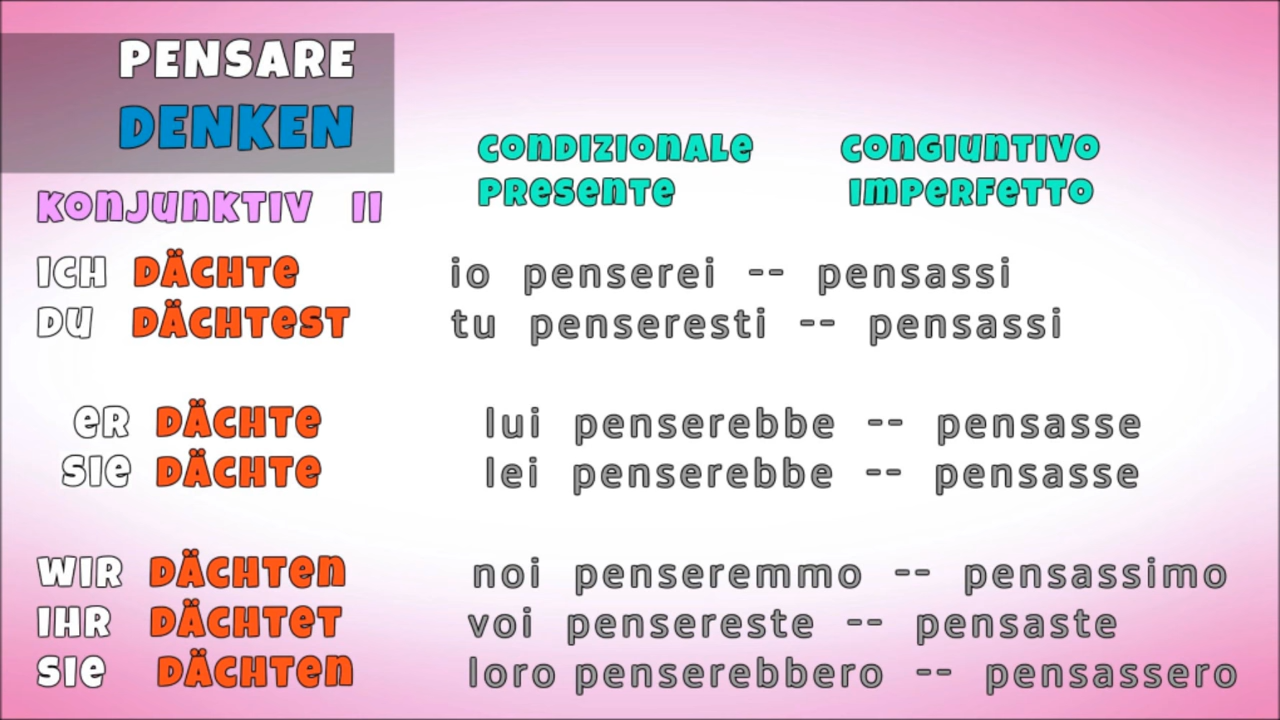 PENSARE
DENKEN
CONDIZIONALE CONGIUNTIVO
PRESENTE IMPERFETTO
KONJUNKTIV II
ICH DÄCHTE io penserei -- pensassi
DU DÄCHTEST tu penseresti -- pensassi
ER DÄCHTE lui penserebbe -- pensasse
SIE DÄCHTE lei penserebbe -- pensasse
WIR DÄCHTEN noi penseremmo -- pensassimo
IHR DÄCHTET voi pensereste -- pensaste
SIE DÄCHTEN loro penserebbero -- pensassero